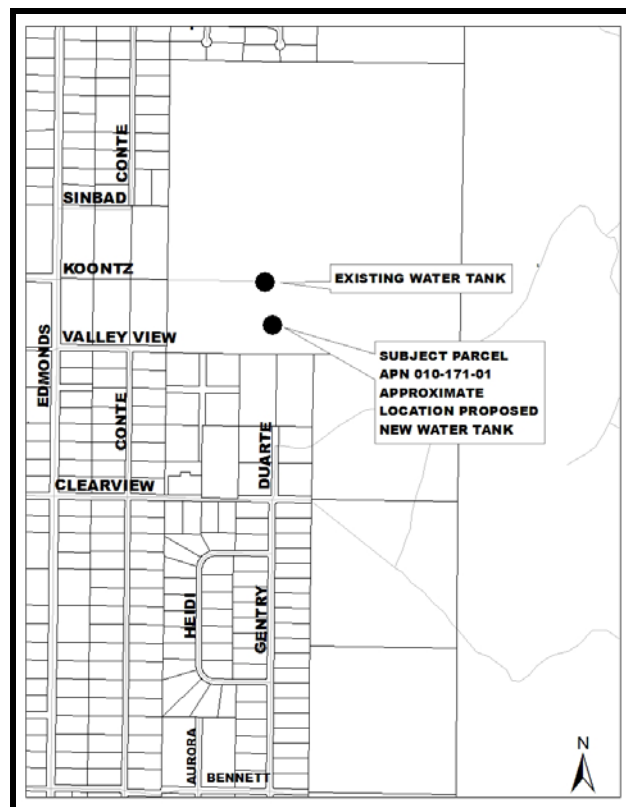 CONTE
SINBAD
KOONTZ
EXISTING WATER TANK
EDMONDS
VALLEY VIEW
SUBJECT PARCEL
APN 010-171-01
APPROXIMATE
LOCATION PROPOSED
NEW WATER TANK
CONTE
DUARTE
CLEARVIEW
HEIDI
GENTRY
AURORA
BENNETT
N